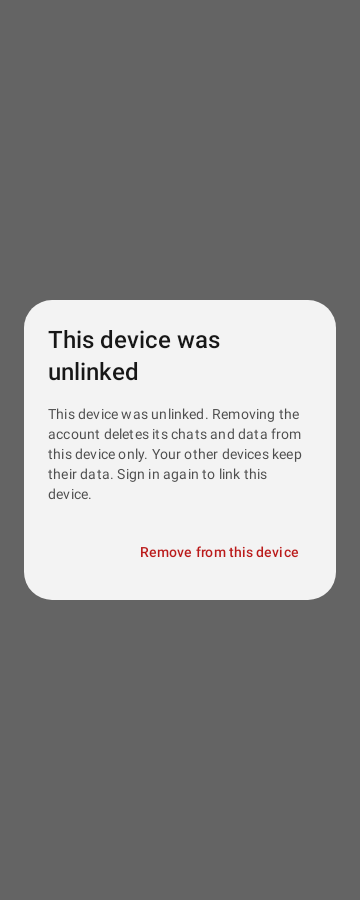 This device was
unlinked
This device was unlinked. Removing the
account deletes its chats and data from
this device only. Your other devices keep
their data. Sign in again to link this
device.
Remove from this device